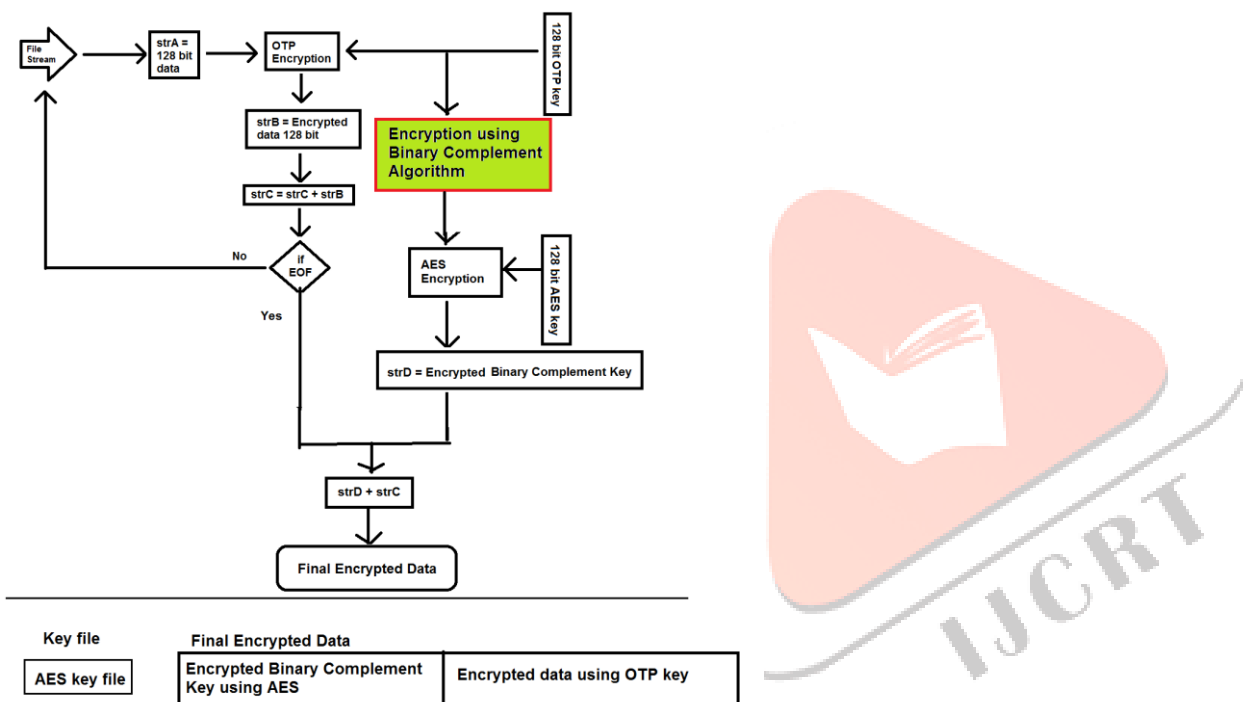 File
Stream
strA =
128 bit
data
OTP
Encryption
128 bit OTP key
strB = Encrypted
data 128 bit
Encryption using
Binary Complement
Algorithm
strC = strC + strB
if
EOF
No
Yes
AES
Encryption
128 bit AES key
strD = Encrypted Binary Complement Key
strD + strC
Final Encrypted Data
IJCRT
Key file
Final Encrypted Data
AES key file
Encrypted Binary Complement
Key using AES
Encrypted data using OTP key